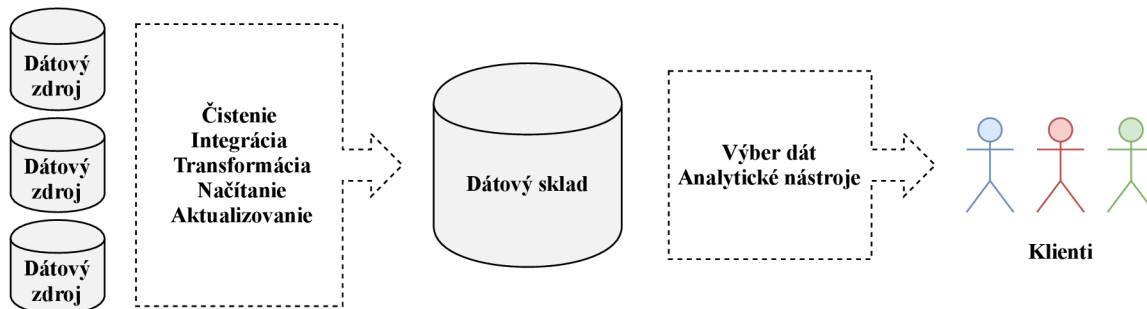 Dátový
zdroj
Dátový
zdroj
Dátový
zdroj
Čistenie
Integrácia
Transformácia
Načítanie
Aktualizovanie
Dátový sklad
Výber dát
Analytické nástroje
Klienti